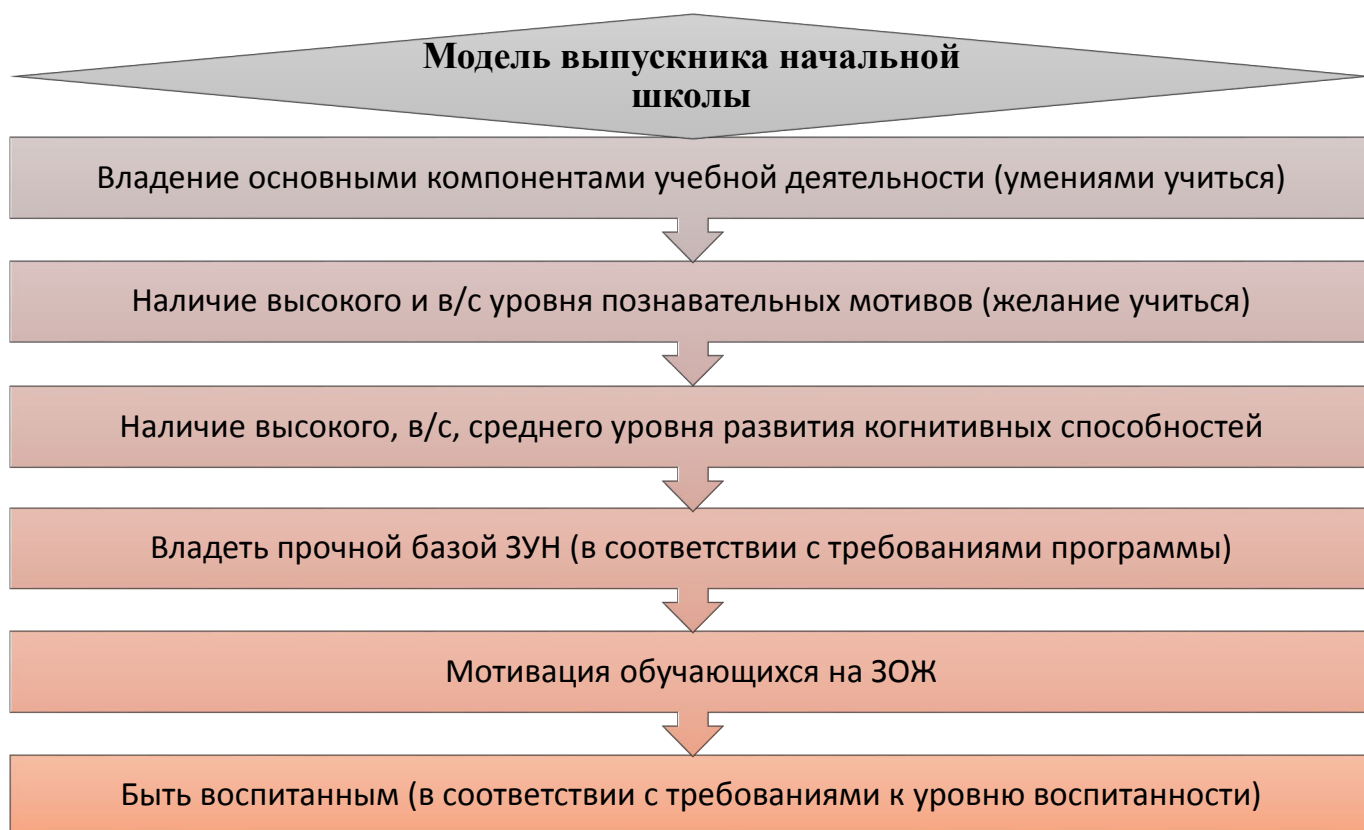 Модель выпускника начальной
школы
Владение основными компонентами учебной деятельности (умениями учиться)
Наличие высокого и в/с уровня познавательных мотивов (желание учиться)
Наличие высокого, в/с, среднего уровня развития когнитивных способностей
Владеть прочной базой ЗУН (в соответствии с требованиями программы)
Мотивация обучающихся на ЗОЖ
Быть воспитанным (в соответствии с требованиями к уровню воспитанности)